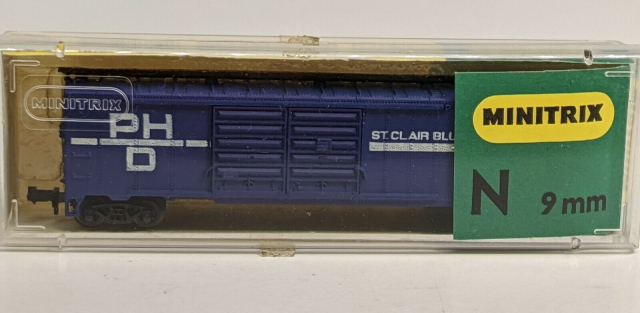 MINITRIX
PH
D
ST. CLAIR BLU
MINITRIX
N 9 mm